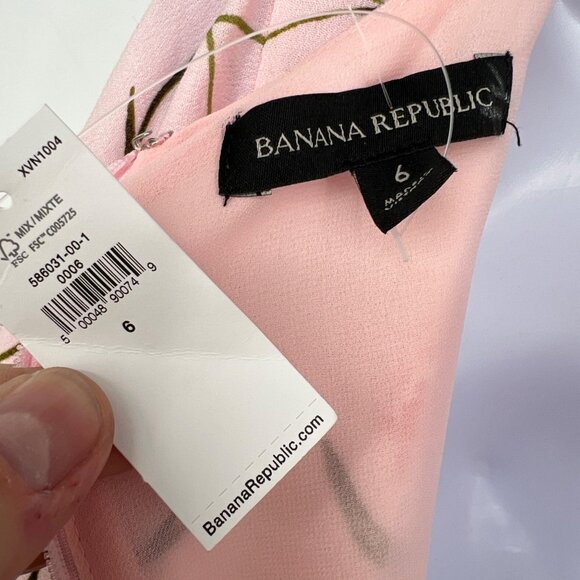 BANANA REPUBLIC
6
XVN1004
MIX/MIXTE
FSC FSC™ C005725
586031-00-1
0006
5 00048 90074 9
6
BananaRepublic.com